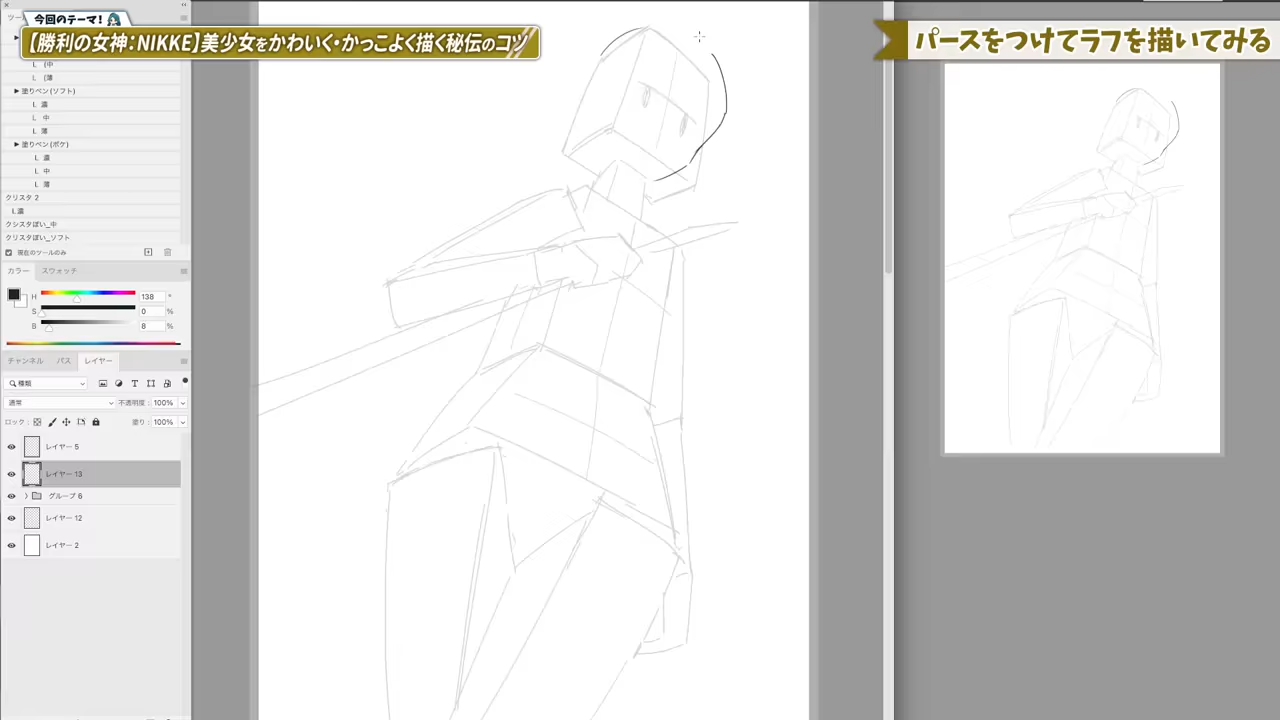 今回のテーマ!
【勝利の女神:NIKKE】美少女をかわいく・かっこよく描く秘伝のコツ
パースをつけてラフを描いてみる
L (中
L (薄
▶塗りペン(ソフト)
L 濃
L 中
L 薄
▶塗りペン(ボケ)
L 濃
L 中
L 薄
クリスタ 2
L濃
クシスタぽい_中
クリスタぽい_ソフト
現在のツールのみ
カラー スウォッチ
H 138 °
S 0 %
B 8 %
チャンネル パス レイヤー
種類
通常 不透明度: 100%
ロック: 塗り: 100%
レイヤー 5
レイヤー 13
グループ 6
レイヤー 12
レイヤー 2